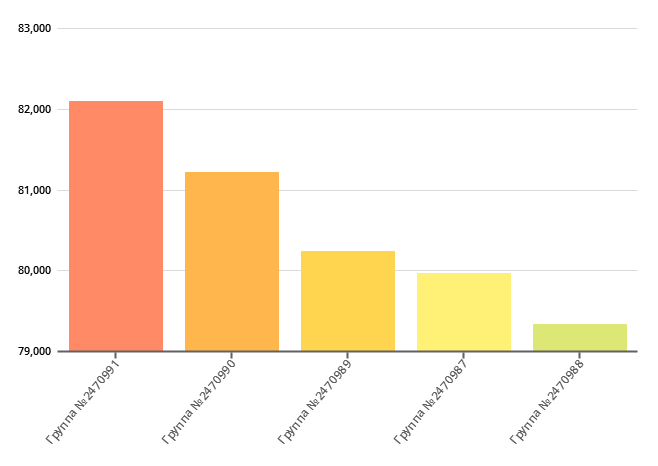 83,000
82,000
81,000
80,000
79,000
Группа №2470991
Группа №2470990
Группа №2470989
Группа №2470987
Группа №2470988